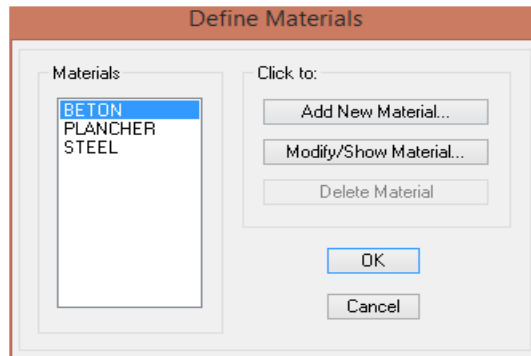 Define Materials
Materials
BETON
PLANCHER
STEEL
Click to:
Add New Material...
Modify/Show Material...
Delete Material
OK
Cancel